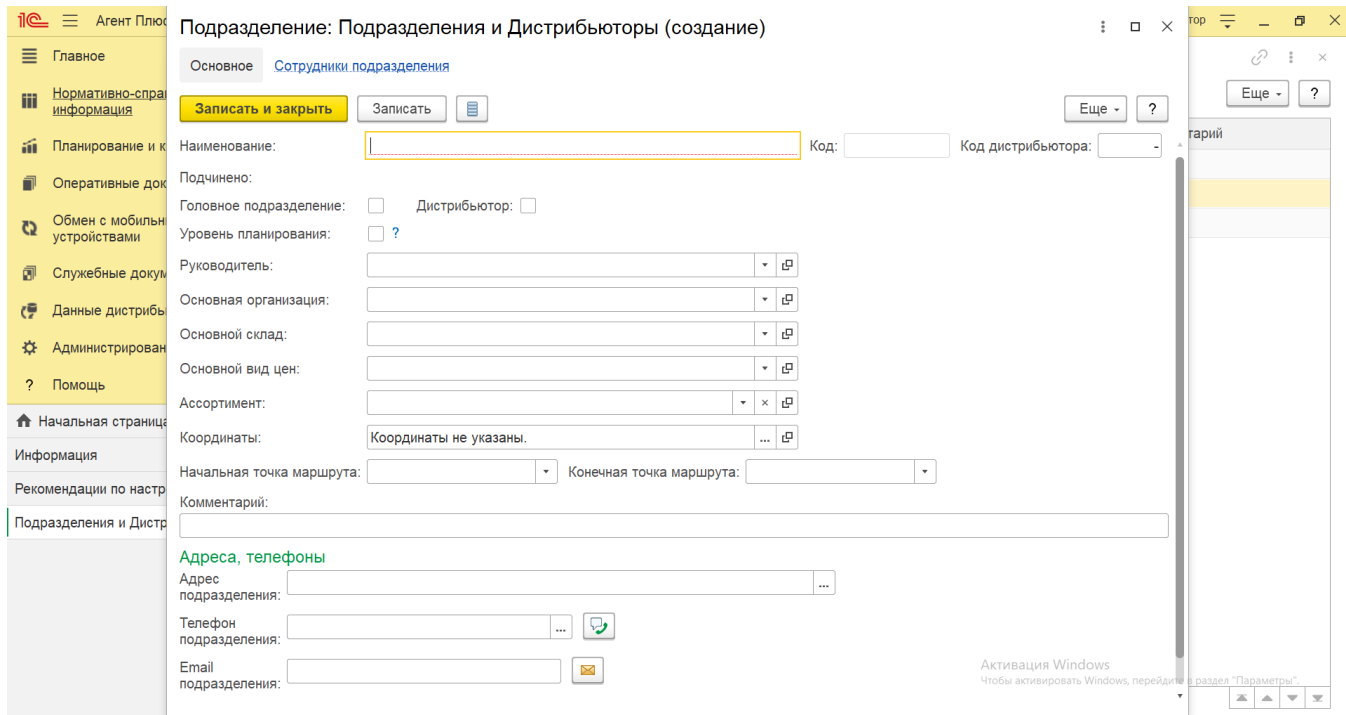 1С Агент Плюс
Подразделение: Подразделения и Дистрибьюторы (создание)
тор
Главное
Основное Сотрудники подразделения
Нормативно-спра
информация
Записать и закрыть Записать Еще ?
Еще ?
Планирование и к
Наименование: Код: Код дистрибьютора: -
тарий
Подчинено:
Оперативные док
Головное подразделение: Дистрибьютор:
Обмен с мобильн
устройствами
Уровень планирования: ?
Руководитель:
Служебные докум
Основная организация:
Данные дистрибь
Основной склад:
Администрирован
Основной вид цен:
? Помощь
Ассортимент:
Начальная страница
Координаты: Координаты не указаны. ...
Информация
Начальная точка маршрута: Конечная точка маршрута:
Рекомендации по настр
Комментарий:
Подразделения и Дистр
Адреса, телефоны
Адрес
подразделения: ...
Телефон
подразделения: ...
Email
подразделения:
Активация Windows
Чтобы активировать Windows, перейдите в раздел "Параметры".